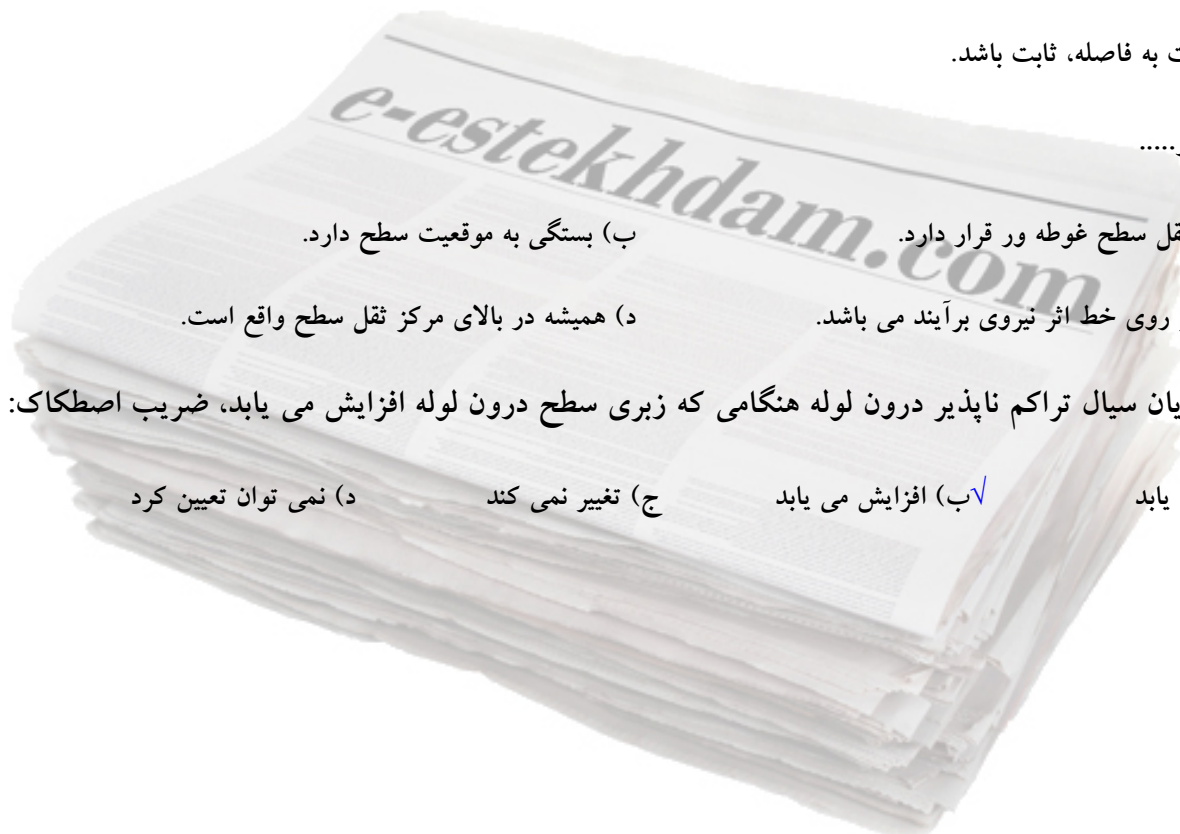 ت به فاصله، ثابت باشد.
.....
e-estekhdam.com
قل سطح غوطه ور قرار دارد. ب) بستگی به موقعیت سطح دارد.
روی خط اثر نیروی برآیند می باشد. د) همیشه در بالای مرکز ثقل سطح واقع است.
یان سیال تراکم ناپذیر درون لوله هنگامی که زبری سطح درون لوله افزایش می یابد، ضریب اصطکاک:
یابد √ب) افزایش می یابد ج) تغییر نمی کند د) نمی توان تعیین کرد